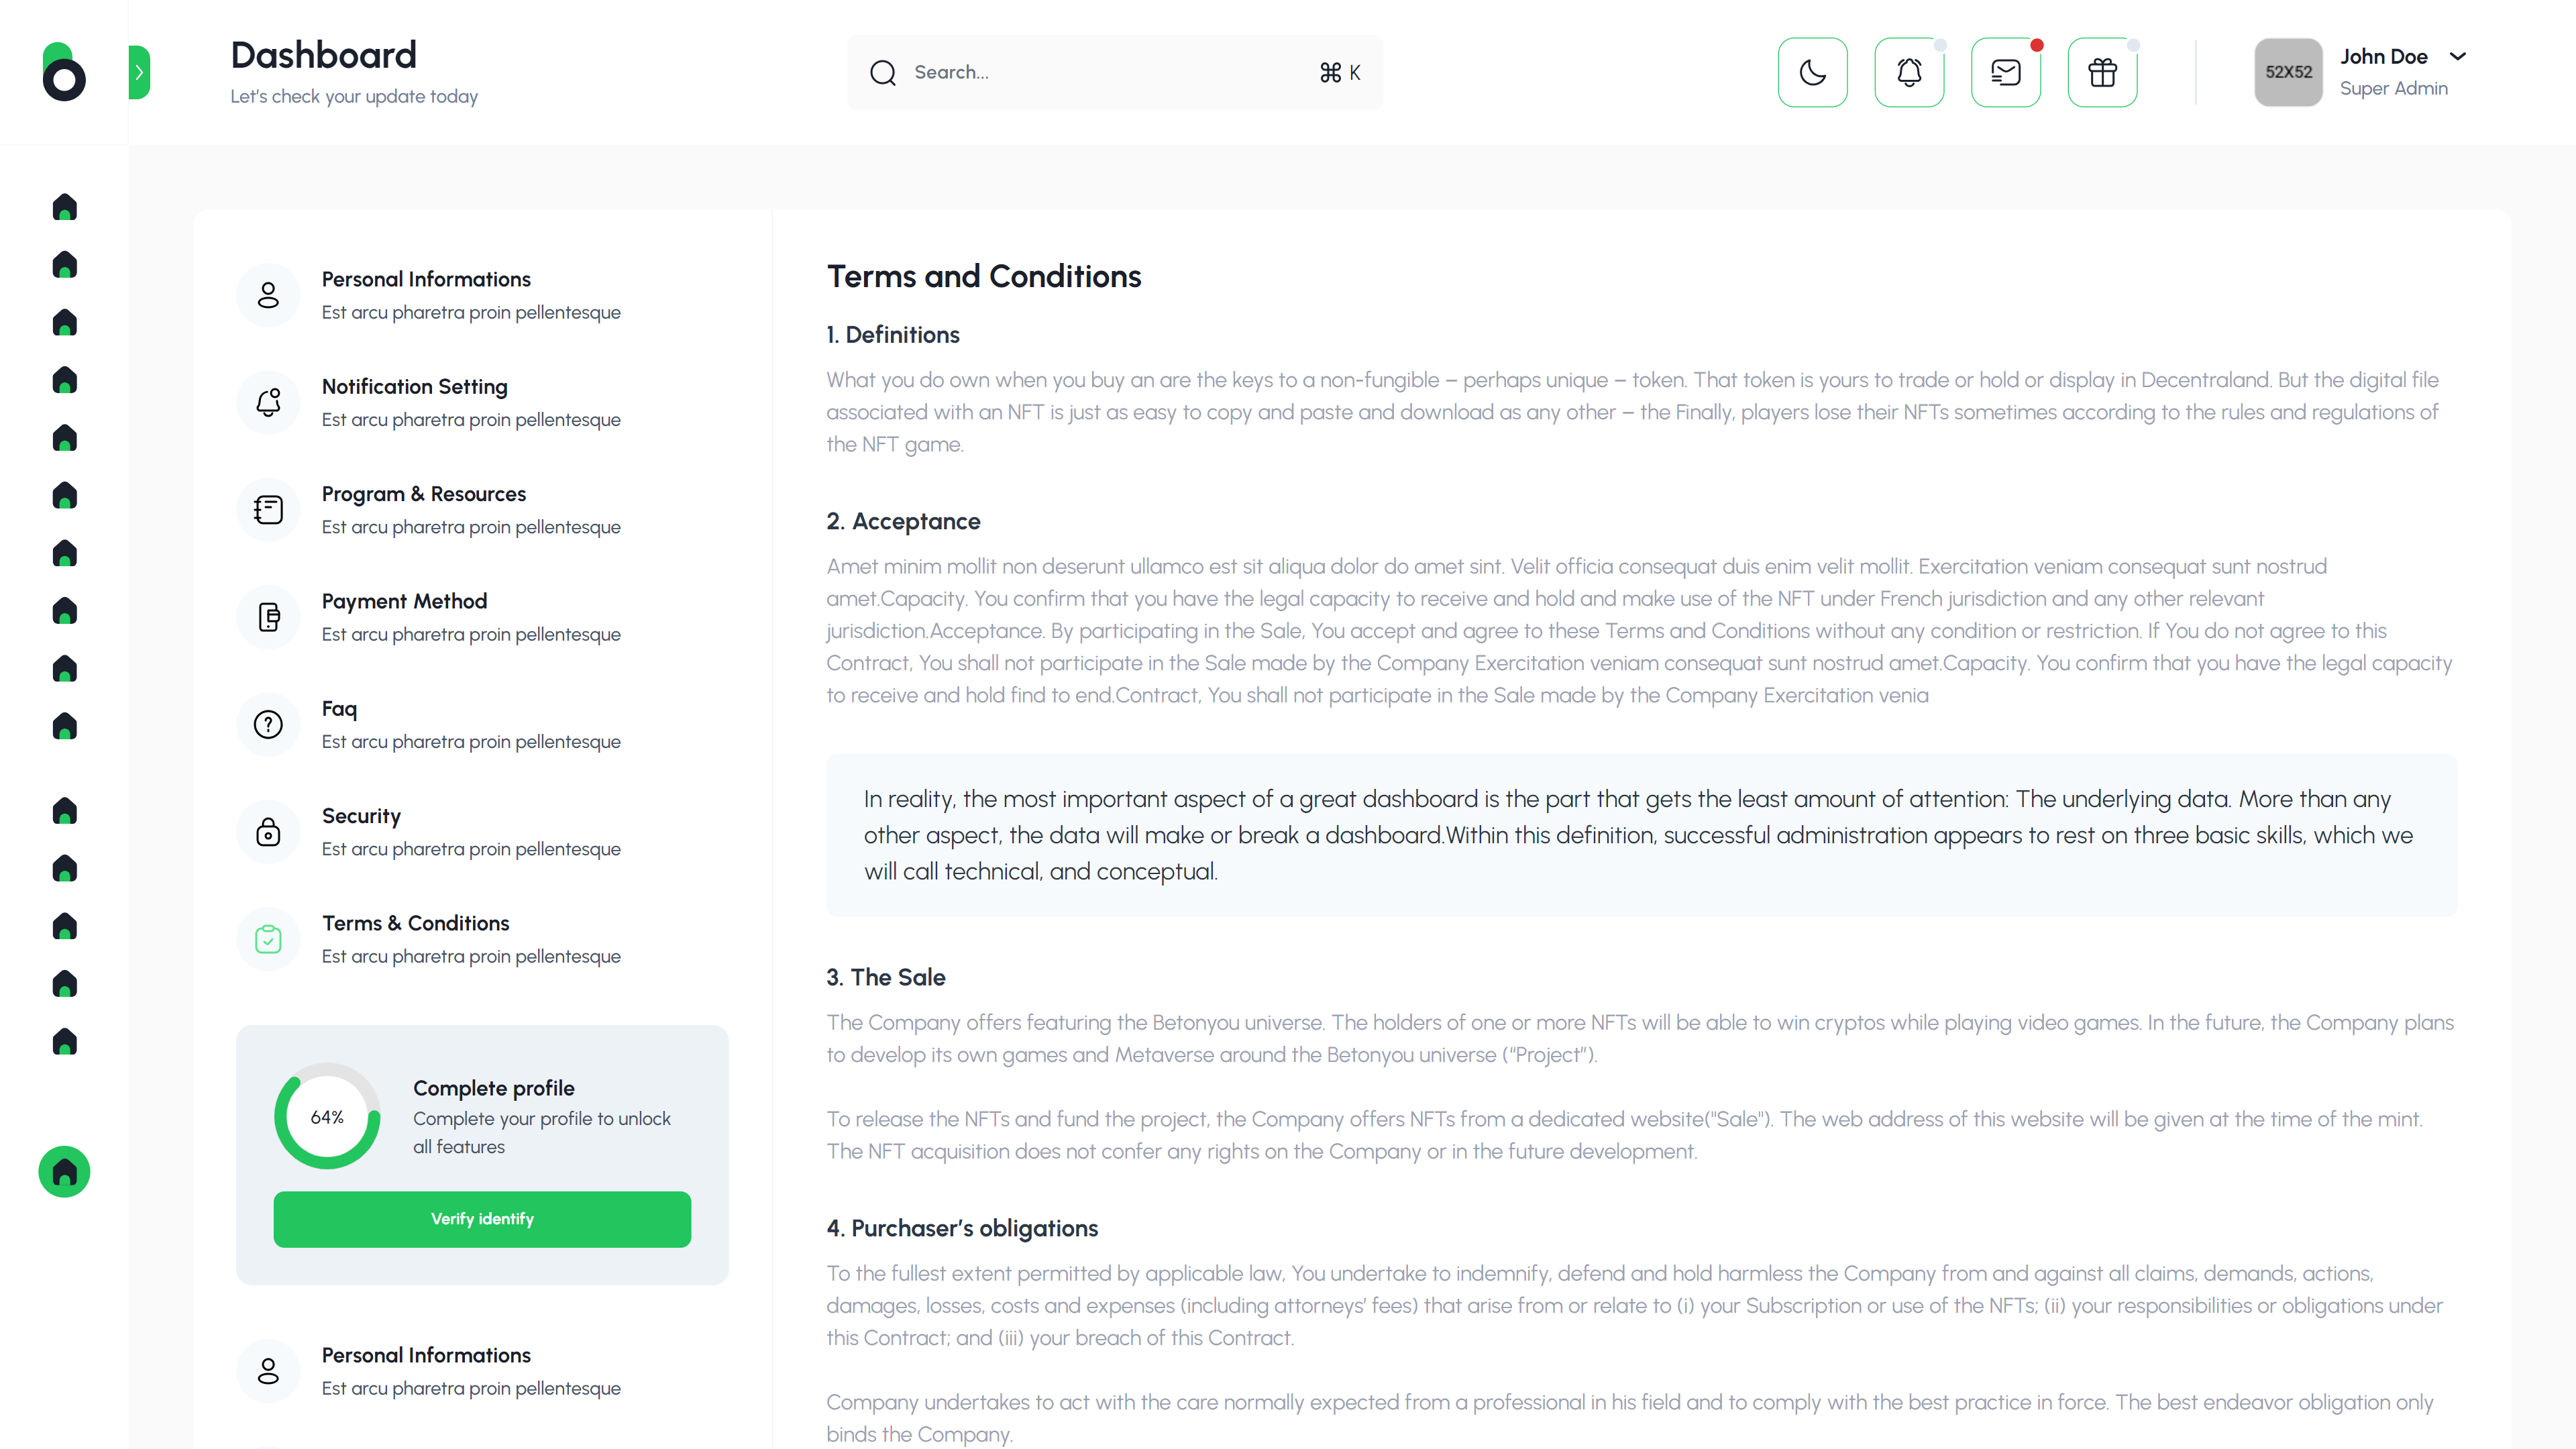 Dashboard
Let's check your update today
Search...
⌘ K
52X52
John Doe
Super Admin
Personal Informations
Est arcu pharetra proin pellentesque
Notification Setting
Est arcu pharetra proin pellentesque
Program & Resources
Est arcu pharetra proin pellentesque
Payment Method
Est arcu pharetra proin pellentesque
Faq
Est arcu pharetra proin pellentesque
Security
Est arcu pharetra proin pellentesque
Terms & Conditions
Est arcu pharetra proin pellentesque
64%
Complete profile
Complete your profile to unlock
all features
Verify identify
Personal Informations
Est arcu pharetra proin pellentesque
Terms and Conditions
1. Definitions
What you do own when you buy an are the keys to a non-fungible – perhaps unique – token. That token is yours to trade or hold or display in Decentraland. But the digital file
associated with an NFT is just as easy to copy and paste and download as any other – the Finally, players lose their NFTs sometimes according to the rules and regulations of
the NFT game.
2. Acceptance
Amet minim mollit non deserunt ullamco est sit aliqua dolor do amet sint. Velit officia consequat duis enim velit mollit. Exercitation veniam consequat sunt nostrud
amet.Capacity. You confirm that you have the legal capacity to receive and hold and make use of the NFT under French jurisdiction and any other relevant
jurisdiction.Acceptance. By participating in the Sale, You accept and agree to these Terms and Conditions without any condition or restriction. If You do not agree to this
Contract, You shall not participate in the Sale made by the Company Exercitation veniam consequat sunt nostrud amet.Capacity. You confirm that you have the legal capacity
to receive and hold find to end.Contract, You shall not participate in the Sale made by the Company Exercitation venia
In reality, the most important aspect of a great dashboard is the part that gets the least amount of attention: The underlying data. More than any
other aspect, the data will make or break a dashboard.Within this definition, successful administration appears to rest on three basic skills, which we
will call technical, and conceptual.
3. The Sale
The Company offers featuring the Betonyou universe. The holders of one or more NFTs will be able to win cryptos while playing video games. In the future, the Company plans
to develop its own games and Metaverse around the Betonyou universe (“Project”).
To release the NFTs and fund the project, the Company offers NFTs from a dedicated website("Sale"). The web address of this website will be given at the time of the mint.
The NFT acquisition does not confer any rights on the Company or in the future development.
4. Purchaser’s obligations
To the fullest extent permitted by applicable law, You undertake to indemnify, defend and hold harmless the Company from and against all claims, demands, actions,
damages, losses, costs and expenses (including attorneys’ fees) that arise from or relate to (i) your Subscription or use of the NFTs; (ii) your responsibilities or obligations under
this Contract; and (iii) your breach of this Contract.
Company undertakes to act with the care normally expected from a professional in his field and to comply with the best practice in force. The best endeavor obligation only
binds the Company.